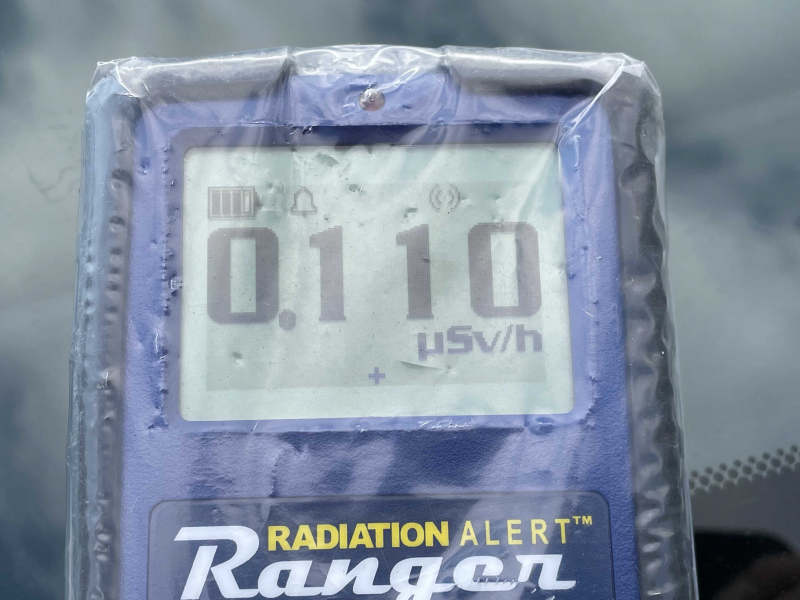 0.110
µSv/h
+
RADIATION ALERT™
Ranger